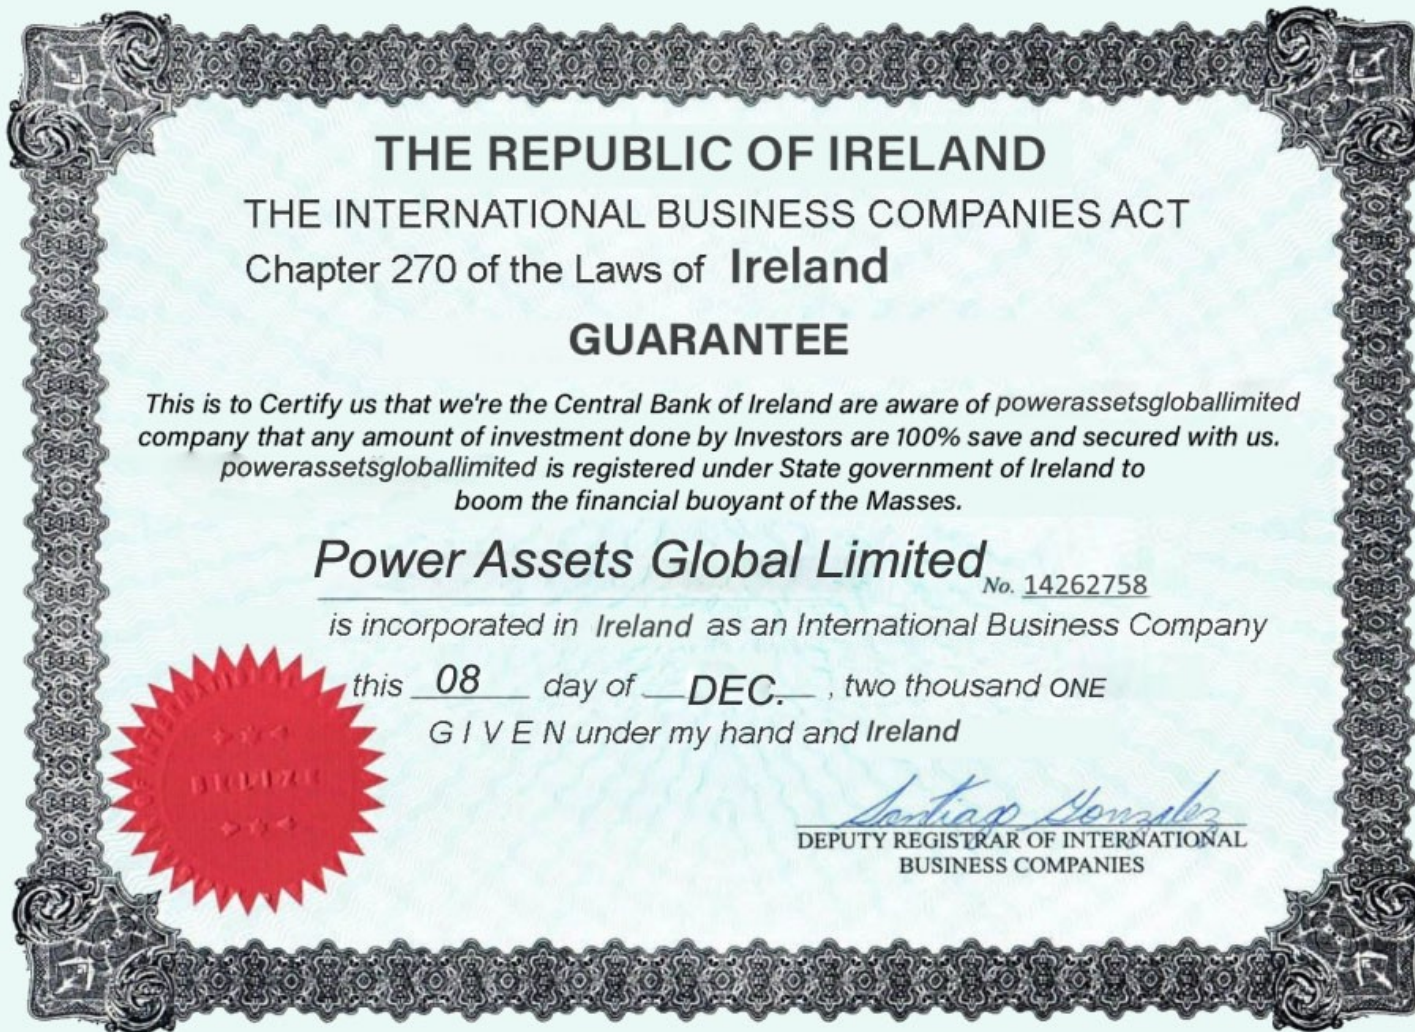 THE REPUBLIC OF IRELAND
THE INTERNATIONAL BUSINESS COMPANIES ACT
Chapter 270 of the Laws of Ireland
GUARANTEE
This is to Certify us that we're the Central Bank of Ireland are aware of powerassetsgloballimited
company that any amount of investment done by Investors are 100% save and secured with us.
powerassetsgloballimited is registered under State government of Ireland to
boom the financial buoyant of the Masses.
Power Assets Global Limited No. 14262758
is incorporated in Ireland as an International Business Company
this 08 day of DEC. , two thousand ONE
G I V E N under my hand and Ireland
BELIZE
Santiago Gonzalez
DEPUTY REGISTRAR OF INTERNATIONAL
BUSINESS COMPANIES